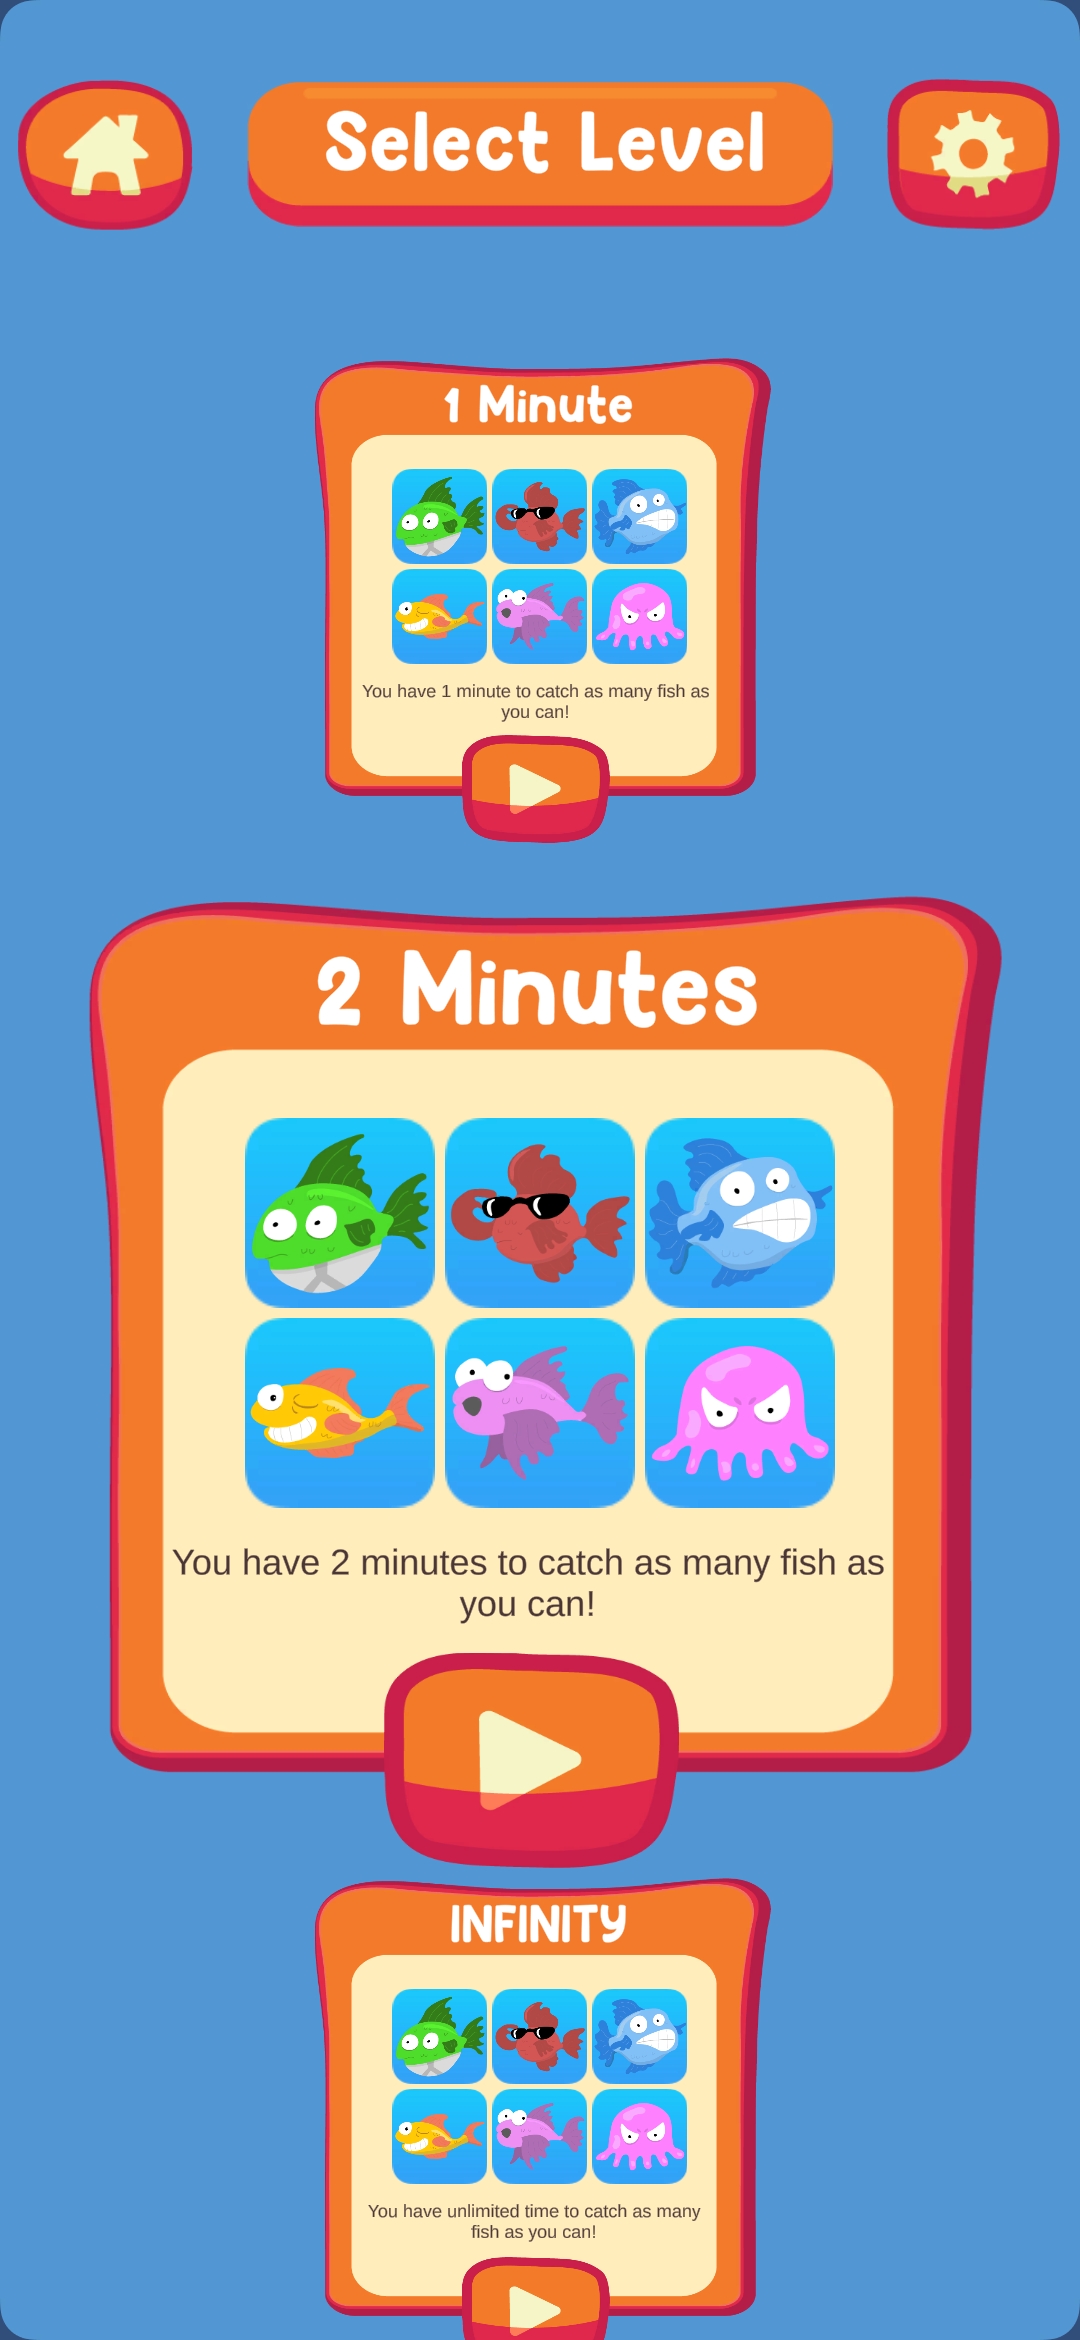 Select Level
1 Minute
You have 1 minute to catch as many fish as
you can!
2 Minutes
You have 2 minutes to catch as many fish as
you can!
INFINITY
You have unlimited time to catch as many
fish as you can!